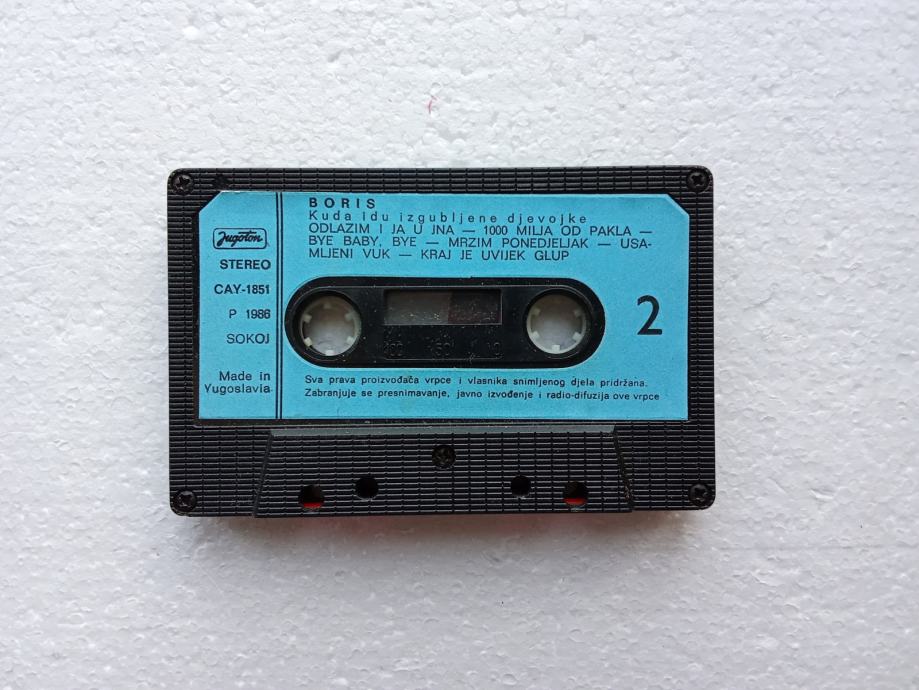 BORIS
Kuda idu izgubljene djevojke
ODLAZIM I JA U JNA — 1000 MILJA OD PAKLA —
BYE BABY, BYE — MRZIM PONEDJELJAK — USA-
MLJENI VUK — KRAJ JE UVIJEK GLUP
Jugoton
STEREO
CAY-1851
P 1986
SOKOJ
Made in
Yugoslavia
2
Sva prava proizvođača vrpce i vlasnika snimljenog djela pridržana.
Zabranjuje se presnimavanje, javno izvođenje i radio-difuzija ove vrpce